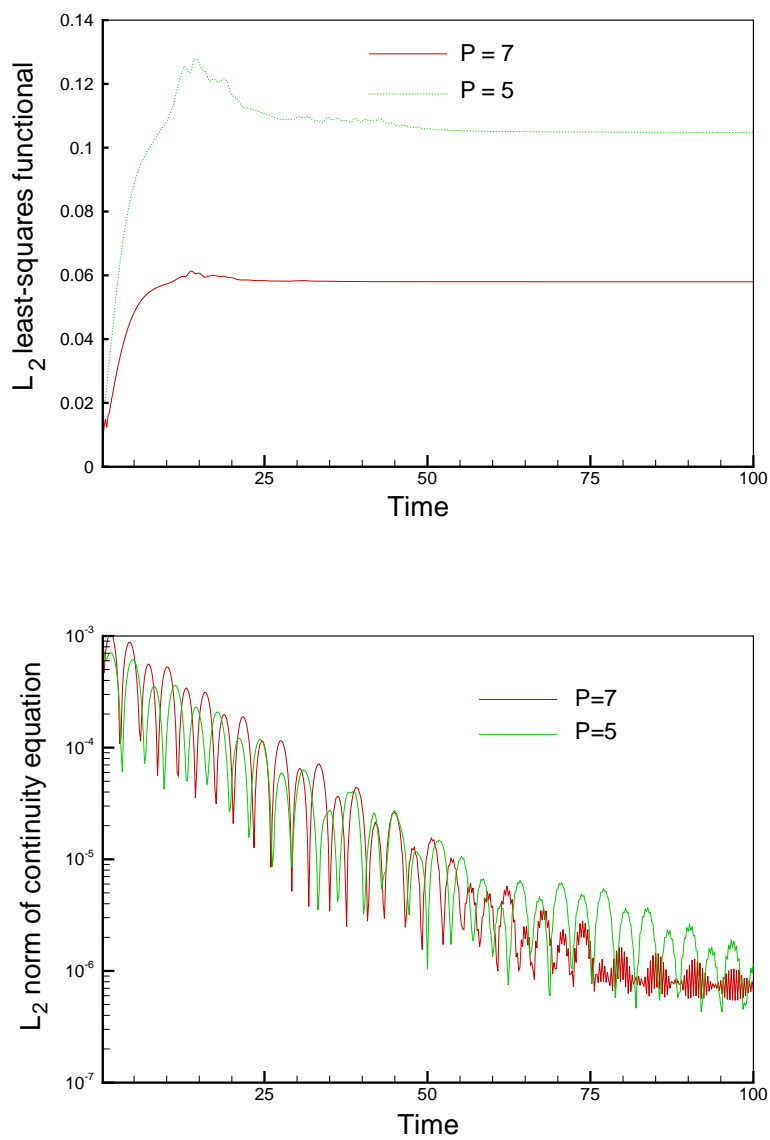 0.14
P = 7
P = 5
0.12
0.1
0.08
0.06
0.04
0.02
0
L2 least-squares functional
25
50
75
100
Time
10-3
P=7
P=5
10-4
10-5
10-6
10-7
L2 norm of continuity equation
25
50
75
100
Time